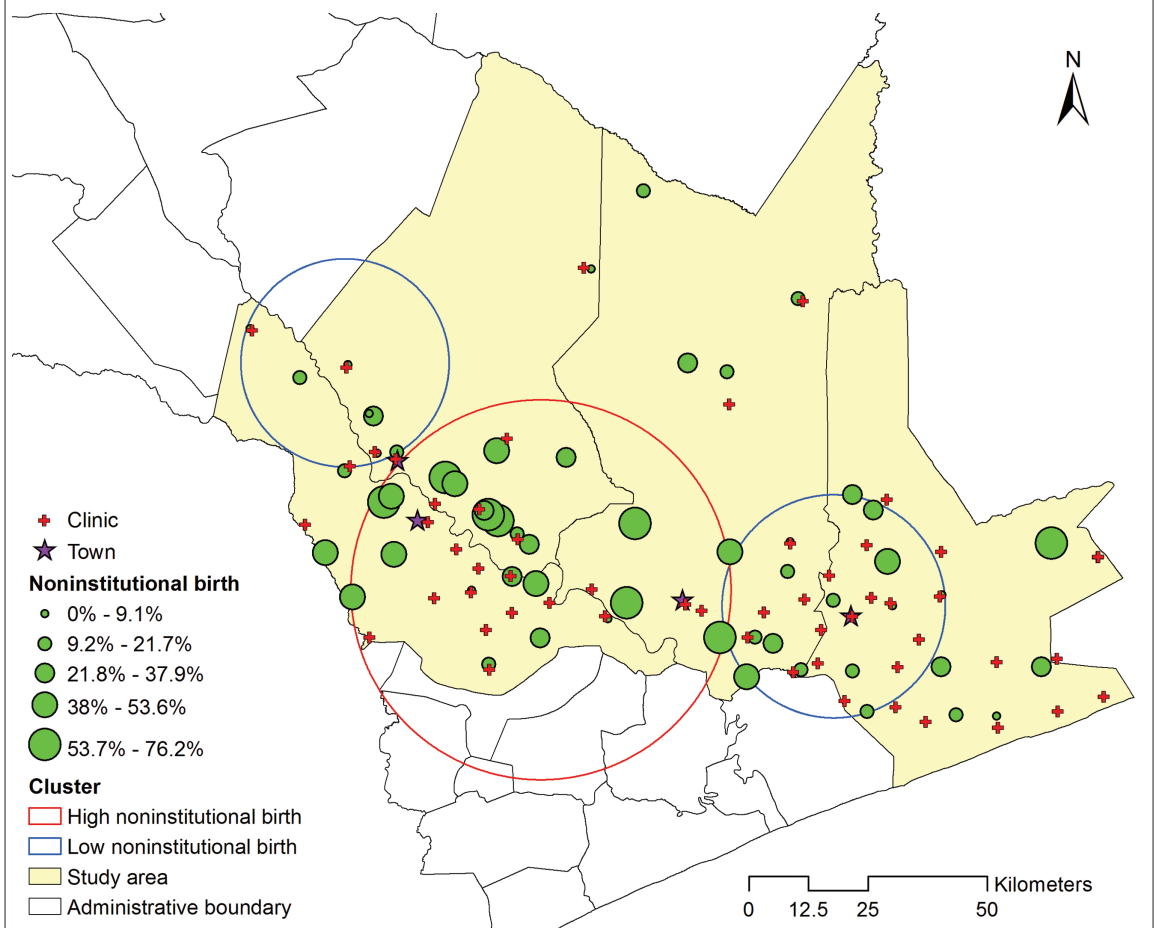 N
Clinic
Town
Noninstitutional birth
0% - 9.1%
9.2% - 21.7%
21.8% - 37.9%
38% - 53.6%
53.7% - 76.2%
Cluster
High noninstitutional birth
Low noninstitutional birth
Study area
Administrative boundary
Kilometers
0 12.5 25 50